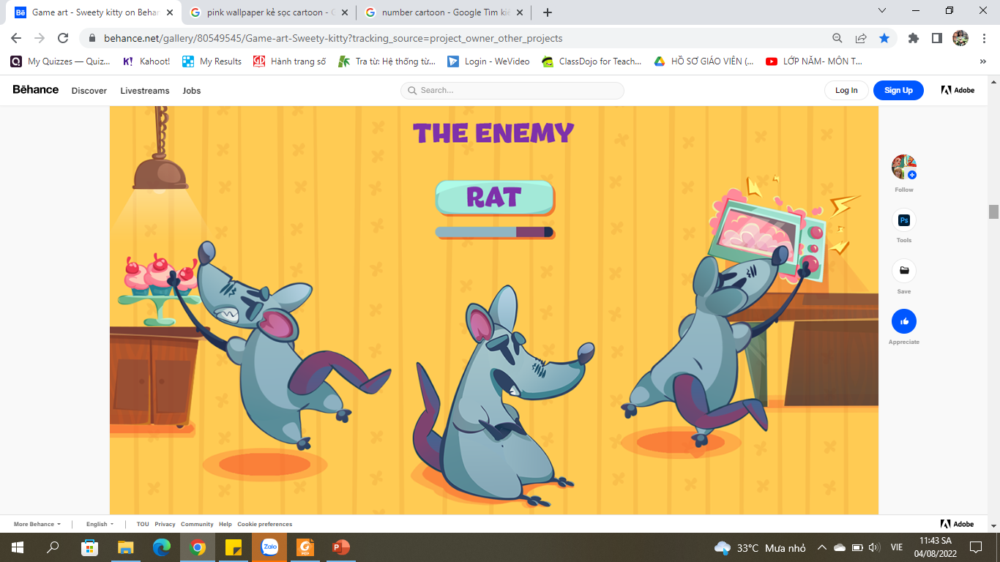 Game art - Sweety kitty on Behan
pink wallpaper kẻ sọc cartoon - G
number cartoon - Google Tìm kiế
behance.net/gallery/80549545/Game-art-Sweety-kitty?tracking_source=project_owner_other_projects
My Quizzes — Quiz...
Kahoot!
My Results
Hành trang số
Tra từ: Hệ thống từ...
Login - WeVideo
ClassDojo for Teach...
HỒ SƠ GIÁO VIÊN (...
LỚP NĂM- MÔN T...
Bēhance
Discover
Livestreams
Jobs
Search...
Log In
Sign Up
Adobe
THE ENEMY
RAT
Follow
Ps
Tools
Save
Appreciate
More Behance
English
TOU
Privacy
Community
Help
Cookie preferences
Adobe
Zalo
PDF
33°C Mưa nhỏ
VIE
11:43 SA
04/08/2022